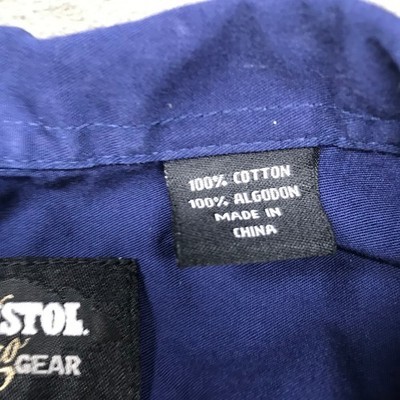 100% COTTON
100% ALGODON
MADE IN
CHINA
STOL
GEAR